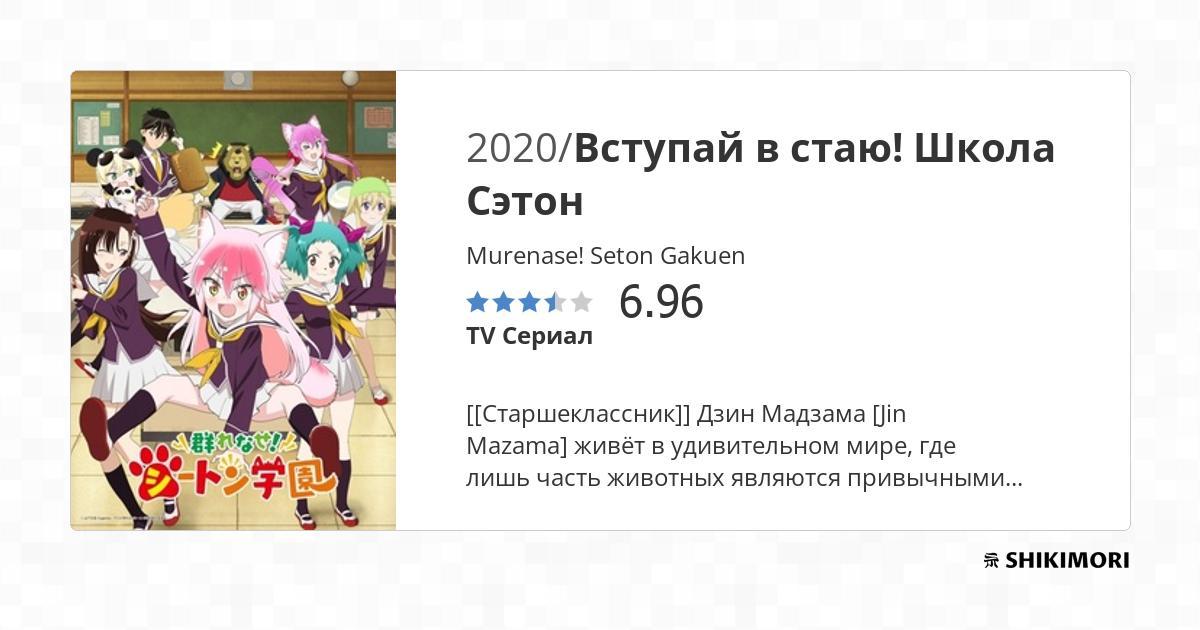 2020/Вступай в стаю! Школа
Сэтон
Murenase! Seton Gakuen
6.96
TV Сериал
[[Старшеклассник]] Дзин Мадзама [Jin
Mazama] живёт в удивительном мире, где
лишь часть животных являются привычными...
群れなせ!
シートン学園
SHIKIMORI